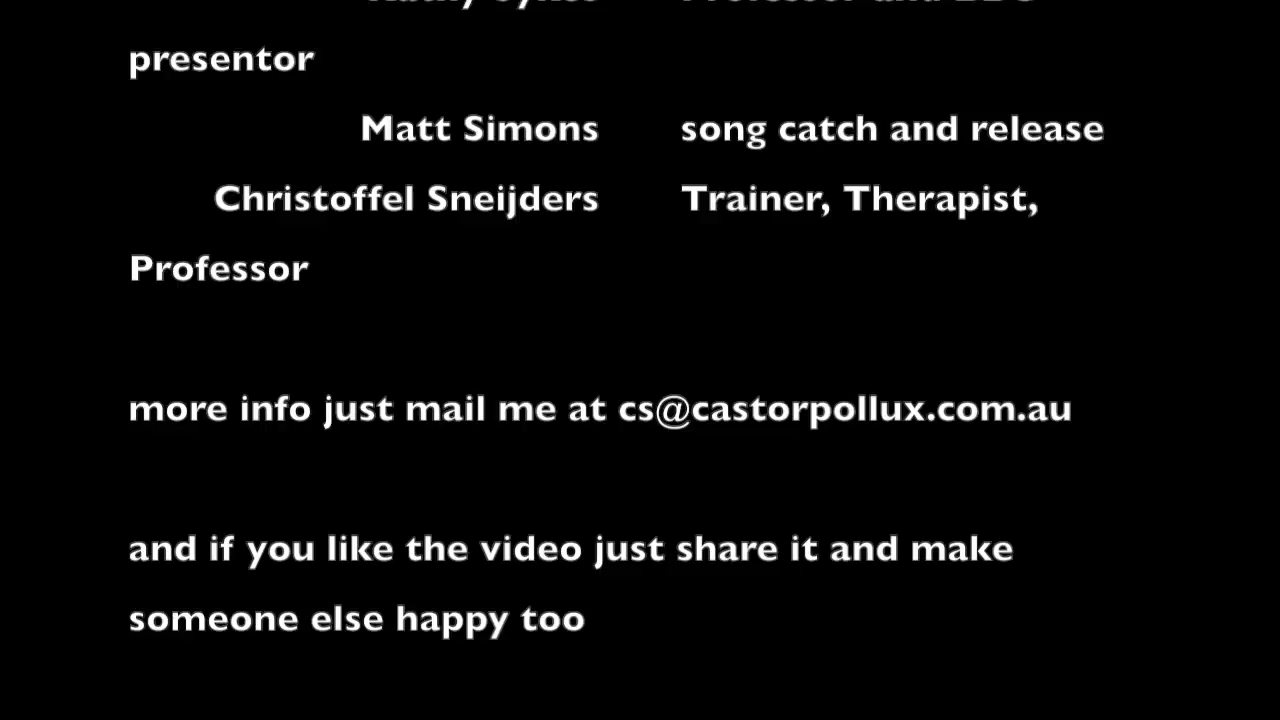 presentor
Matt Simons song catch and release
Christoffel Sneijders Trainer, Therapist,
Professor
more info just mail me at cs@castorpollux.com.au
and if you like the video just share it and make
someone else happy too